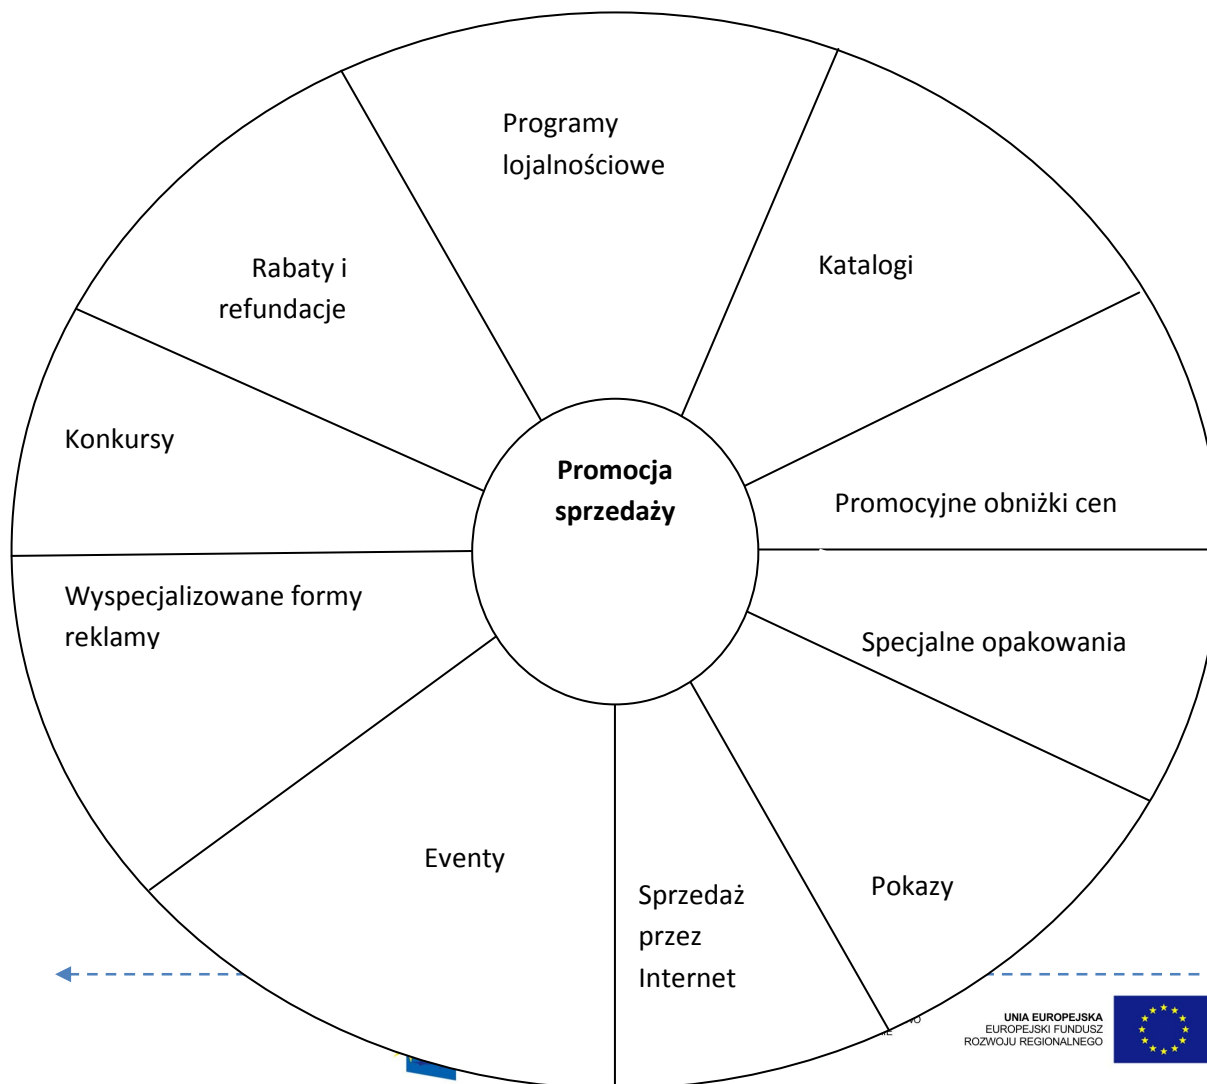 Programy
lojalnościowe
Katalogi
Rabaty i
refundacje
Konkursy
Promocja
sprzedaży
Promocyjne obniżki cen
Wyspecjalizowane formy
reklamy
Specjalne opakowania
Eventy
Pokazy
Sprzedaż
przez
Internet
UNIA EUROPEJSKA
EUROPEJSKI FUNDUSZ
ROZWOJU REGIONALNEGO